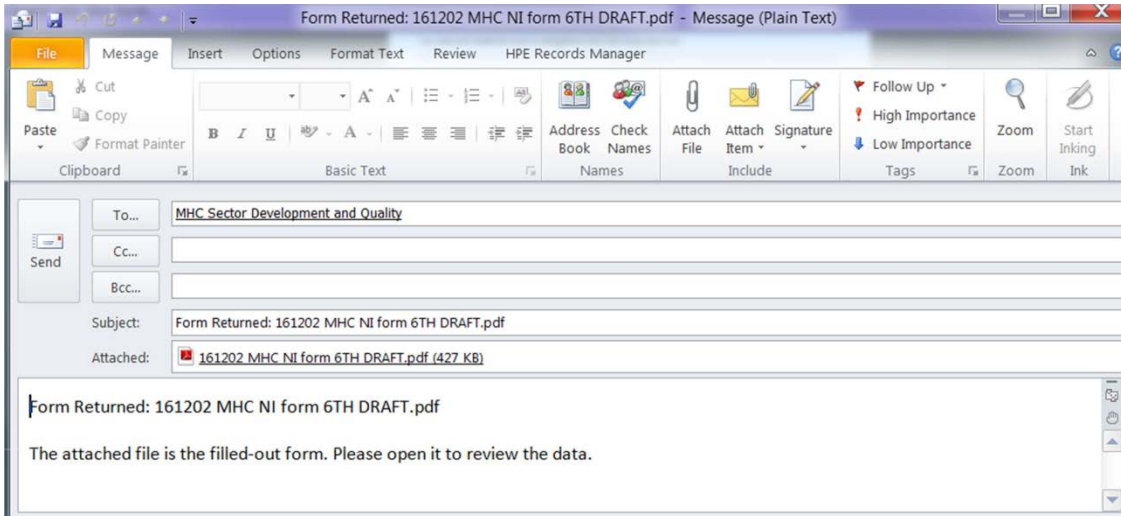 Form Returned: 161202 MHC NI form 6TH DRAFT.pdf - Message (Plain Text)
File Message Insert Options Format Text Review HPE Records Manager
Paste
Cut
Copy
Format Painter
Clipboard
B I U
Basic Text
Address Book
Check Names
Names
Attach File
Attach Item
Signature
Include
Follow Up
High Importance
Low Importance
Tags
Zoom
Zoom
Start Inking
Ink
Send
To... MHC Sector Development and Quality
Cc...
Bcc...
Subject: Form Returned: 161202 MHC NI form 6TH DRAFT.pdf
Attached: 161202 MHC NI form 6TH DRAFT.pdf (427 KB)
Form Returned: 161202 MHC NI form 6TH DRAFT.pdf
The attached file is the filled-out form. Please open it to review the data.